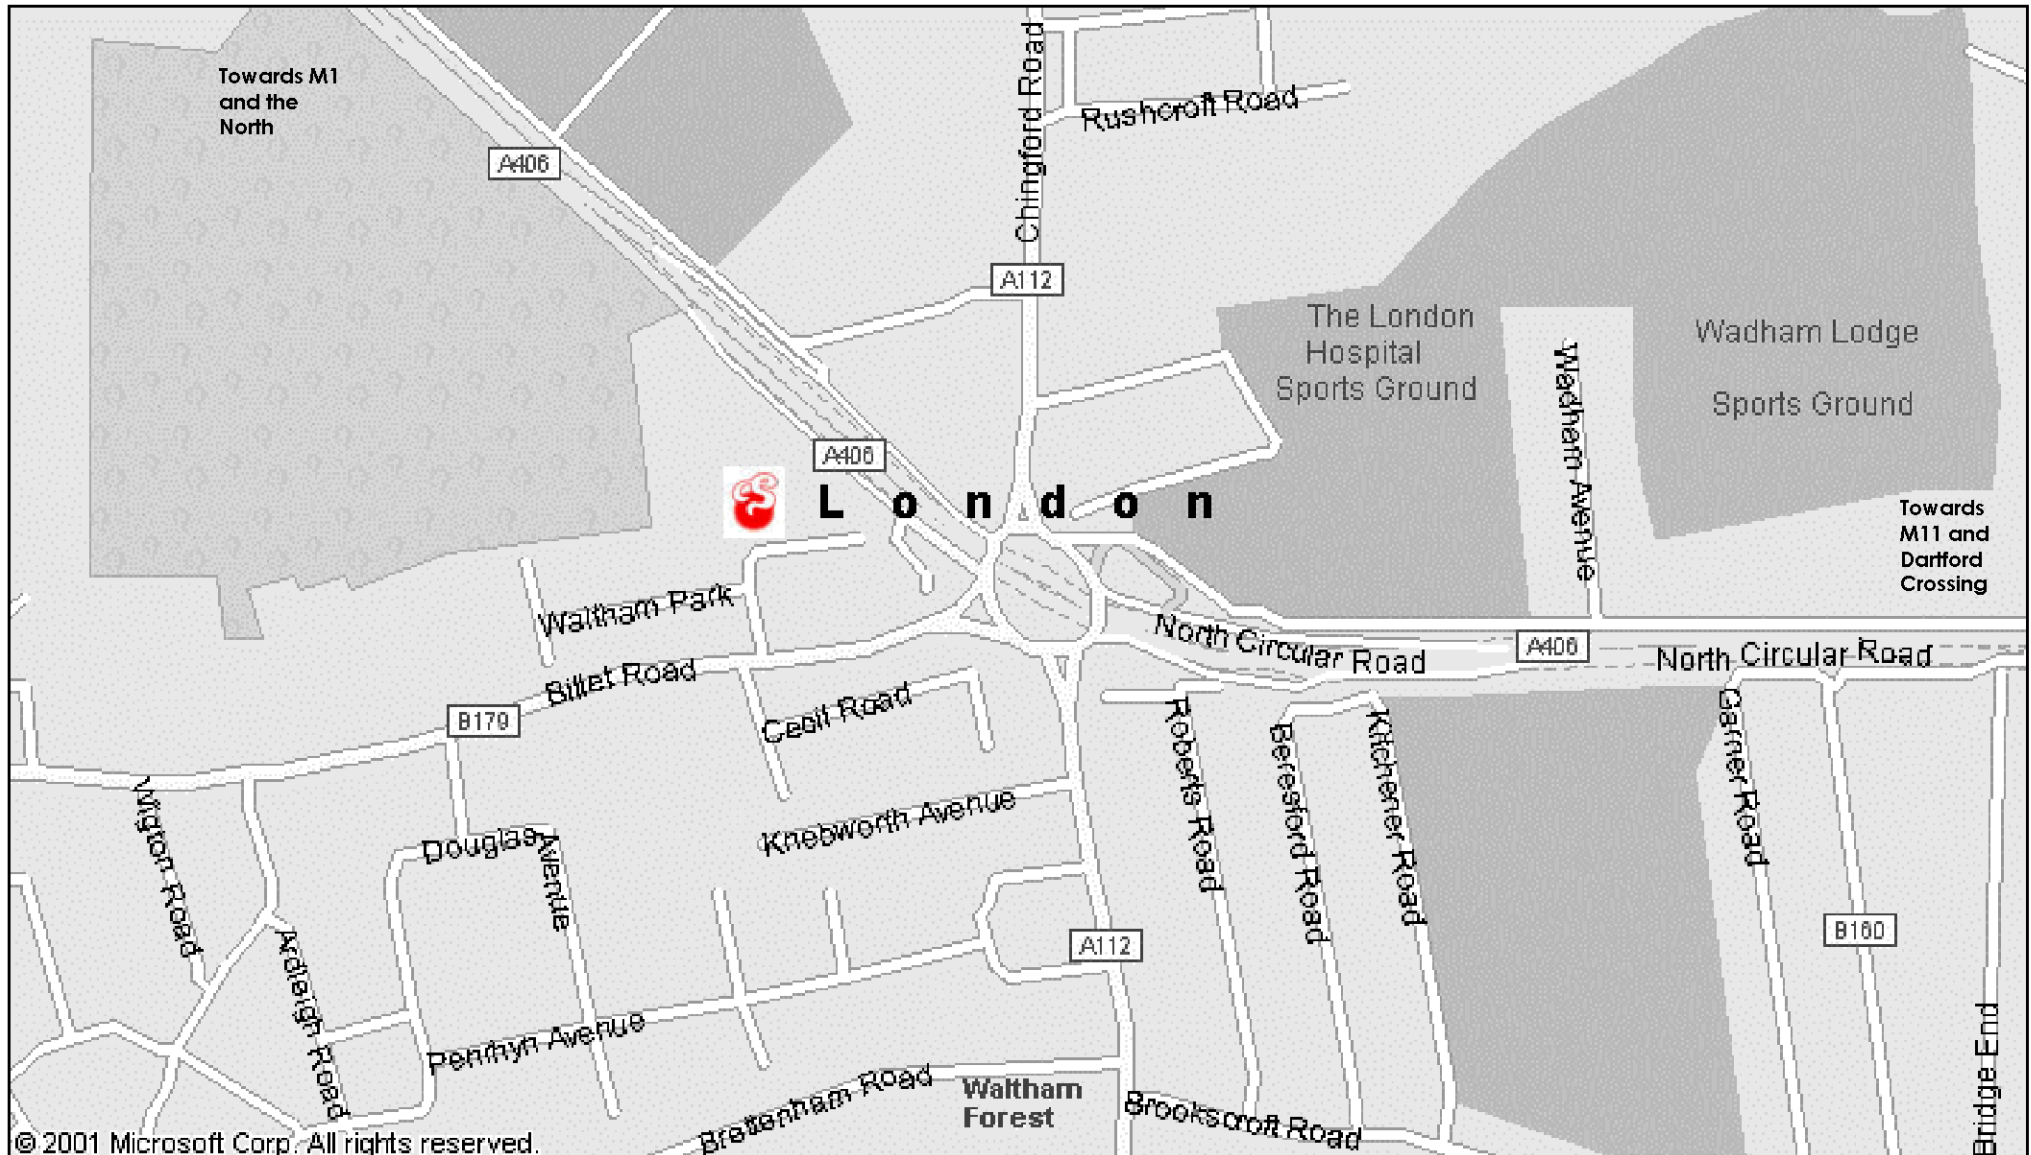 Towards M1
and the
North
A406
Chingford Road
Rushcroft Road
A112
The London
Hospital
Sports Ground
Wadham Lodge
Sports Ground
Wadham Avenue
A406
London
Towards
M11 and
Dartford
Crossing
Waltham Park
North Circular Road
A406
North Circular Road
Billet Road
B179
Cecil Road
Roberts Road
Beresford Road
Kitchener Road
Garner Road
Wigton Road
Knebworth Avenue
Douglas Avenue
B160
Ardleigh Road
A112
Penrhyn Avenue
Bridge End
Brettenham Road
Waltham
Forest
Brookscroft Road
© 2001 Microsoft Corp. All rights reserved.